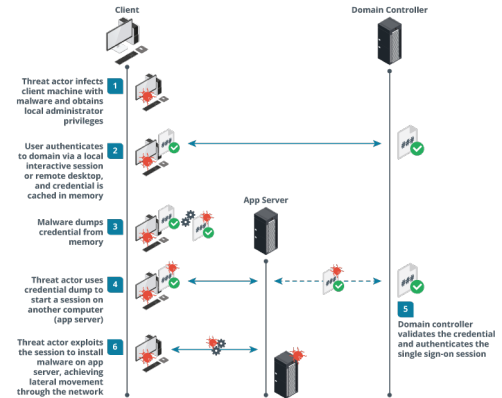 Client
Domain Controller
1
Threat actor infects
client machine with
malware and obtains
local administrator
privileges
2
User authenticates
to domain via a local
interactive session
or remote desktop,
and credential is
cached in memory
###
###
App Server
3
Malware dumps
credential from
memory
###
###
4
Threat actor uses
credential dump to
start a session on
another computer
(app server)
###
###
###
5
Domain controller
validates the credential
and authenticates the
single sign-on session
6
Threat actor exploits
the session to install
malware on app
server, achieving
lateral movement
through the network